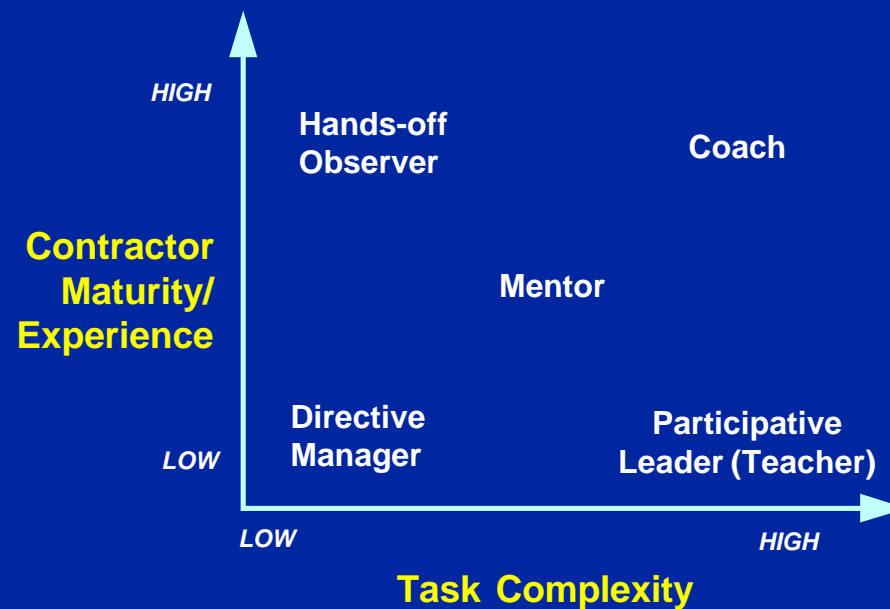 HIGH
Hands-off
Observer
Coach
Contractor
Maturity/
Experience
Mentor
Directive
Manager
Participative
Leader (Teacher)
LOW
LOW
HIGH
Task Complexity